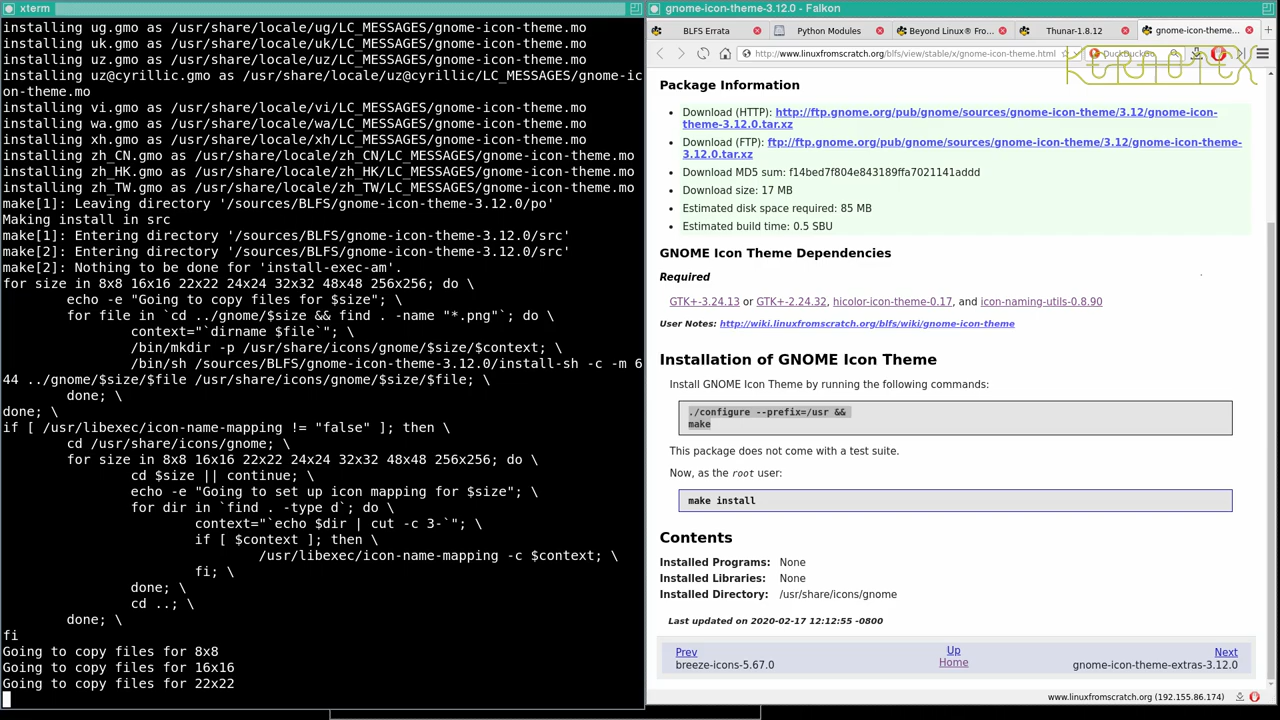 xterm
installing ug.gmo as /usr/share/locale/ug/LC_MESSAGES/gnome-icon-theme.mo
installing uk.gmo as /usr/share/locale/uk/LC_MESSAGES/gnome-icon-theme.mo
installing uz.gmo as /usr/share/locale/uz/LC_MESSAGES/gnome-icon-theme.mo
installing uz@cyrillic.gmo as /usr/share/locale/uz@cyrillic/LC_MESSAGES/gnome-ic
on-theme.mo
installing vi.gmo as /usr/share/locale/vi/LC_MESSAGES/gnome-icon-theme.mo
installing wa.gmo as /usr/share/locale/wa/LC_MESSAGES/gnome-icon-theme.mo
installing xh.gmo as /usr/share/locale/xh/LC_MESSAGES/gnome-icon-theme.mo
installing zh_CN.gmo as /usr/share/locale/zh_CN/LC_MESSAGES/gnome-icon-theme.mo
installing zh_HK.gmo as /usr/share/locale/zh_HK/LC_MESSAGES/gnome-icon-theme.mo
installing zh_TW.gmo as /usr/share/locale/zh_TW/LC_MESSAGES/gnome-icon-theme.mo
make[1]: Leaving directory '/sources/BLFS/gnome-icon-theme-3.12.0/po'
Making install in src
make[1]: Entering directory '/sources/BLFS/gnome-icon-theme-3.12.0/src'
make[2]: Entering directory '/sources/BLFS/gnome-icon-theme-3.12.0/src'
make[2]: Nothing to be done for 'install-exec-am'.
for size in 8x8 16x16 22x22 24x24 32x32 48x48 256x256; do \
        echo -e "Going to copy files for $size"; \
        for file in `cd ../gnome/$size && find . -name "*.png"`; do \
                context="`dirname $file`"; \
                /bin/mkdir -p /usr/share/icons/gnome/$size/$context; \
                /bin/sh /sources/BLFS/gnome-icon-theme-3.12.0/install-sh -c -m 6
44 ../gnome/$size/$file /usr/share/icons/gnome/$size/$file; \
        done; \
done; \
if [ /usr/libexec/icon-name-mapping != "false" ]; then \
        cd /usr/share/icons/gnome; \
        for size in 8x8 16x16 22x22 24x24 32x32 48x48 256x256; do \
                cd $size || continue; \
                echo -e "Going to set up icon mapping for $size"; \
                for dir in `find . -type d`; do \
                        context="`echo $dir | cut -c 3-`"; \
                        if [ $context ]; then \
                                /usr/libexec/icon-name-mapping -c $context; \
                        fi; \
                done; \
                cd ..; \
        done; \
fi
Going to copy files for 8x8
Going to copy files for 16x16
Going to copy files for 22x22
gnome-icon-theme-3.12.0 - Falkon
BLFS Errata
Python Modules
Beyond Linux® From...
Thunar-1.8.12
gnome-icon-theme...
http://www.linuxfromscratch.org/blfs/view/stable/x/gnome-icon-theme.html
DuckDuckGo
KERNOTEX
Package Information
• Download (HTTP): http://ftp.gnome.org/pub/gnome/sources/gnome-icon-theme/3.12/gnome-icon-
theme-3.12.0.tar.xz
• Download (FTP): ftp://ftp.gnome.org/pub/gnome/sources/gnome-icon-theme/3.12/gnome-icon-theme-
3.12.0.tar.xz
• Download MD5 sum: f14bed7f804e843189ffa7021141addd
• Download size: 17 MB
• Estimated disk space required: 85 MB
• Estimated build time: 0.5 SBU
GNOME Icon Theme Dependencies
Required
GTK+-3.24.13 or GTK+-2.24.32, hicolor-icon-theme-0.17, and icon-naming-utils-0.8.90
User Notes: http://wiki.linuxfromscratch.org/blfs/wiki/gnome-icon-theme
Installation of GNOME Icon Theme
Install GNOME Icon Theme by running the following commands:
./configure --prefix=/usr &&
make
This package does not come with a test suite.
Now, as the root user:
make install
Contents
Installed Programs: None
Installed Libraries: None
Installed Directory: /usr/share/icons/gnome
Last updated on 2020-02-17 12:12:55 -0800
Prev
breeze-icons-5.67.0
Up
Home
Next
gnome-icon-theme-extras-3.12.0
www.linuxfromscratch.org (192.155.86.174)